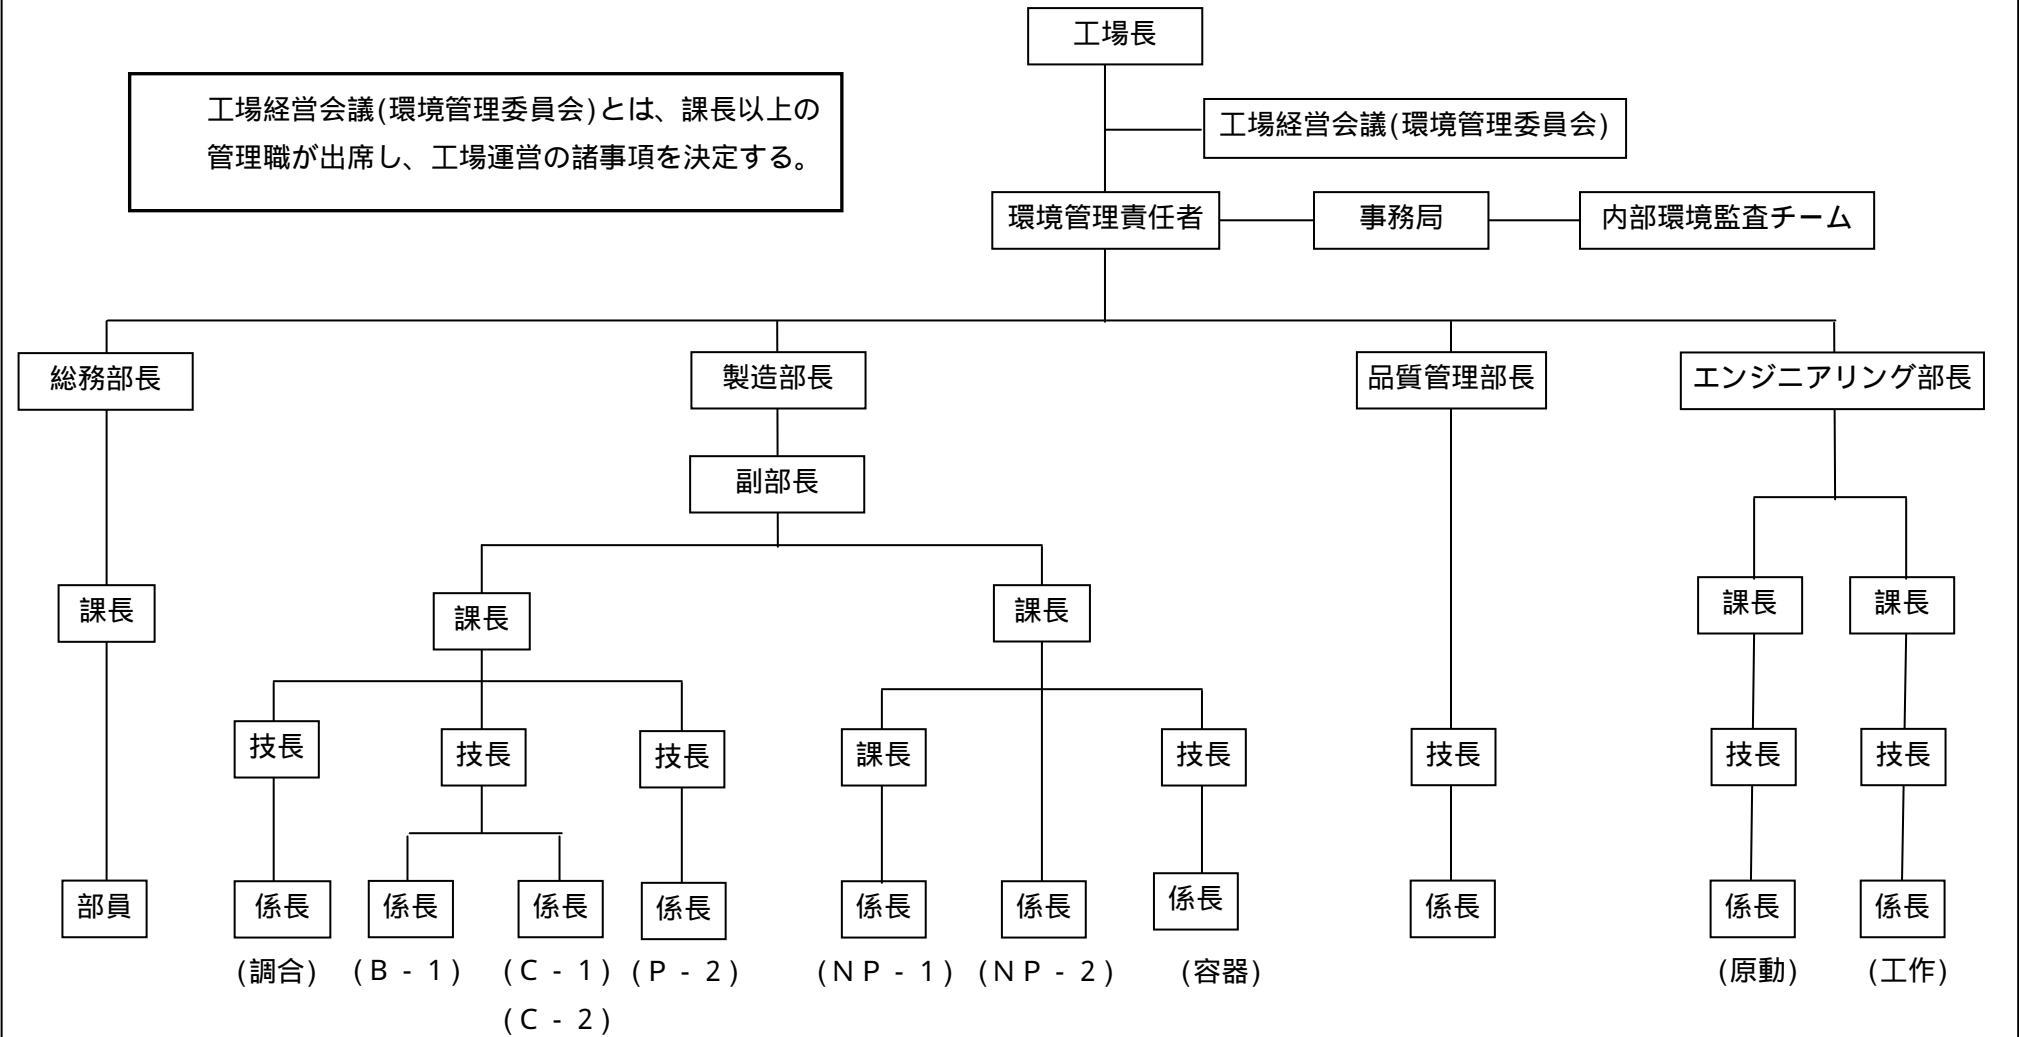 工場長
工場経営会議(環境管理委員会)とは、課長以上の
管理職が出席し、工場運営の諸事項を決定する。
工場経営会議(環境管理委員会)
環境管理責任者
事務局
内部環境監査チーム
総務部長
製造部長
品質管理部長
エンジニアリング部長
副部長
課長
課長
課長
課長
課長
技長
技長
技長
課長
技長
技長
技長
技長
部員
係長
係長
係長
係長
係長
係長
係長
係長
係長
係長
(調合)
(B-1)
(C-1)
(P-2)
(NP-1)
(NP-2)
(容器)
(原動)
(工作)
(C-2)